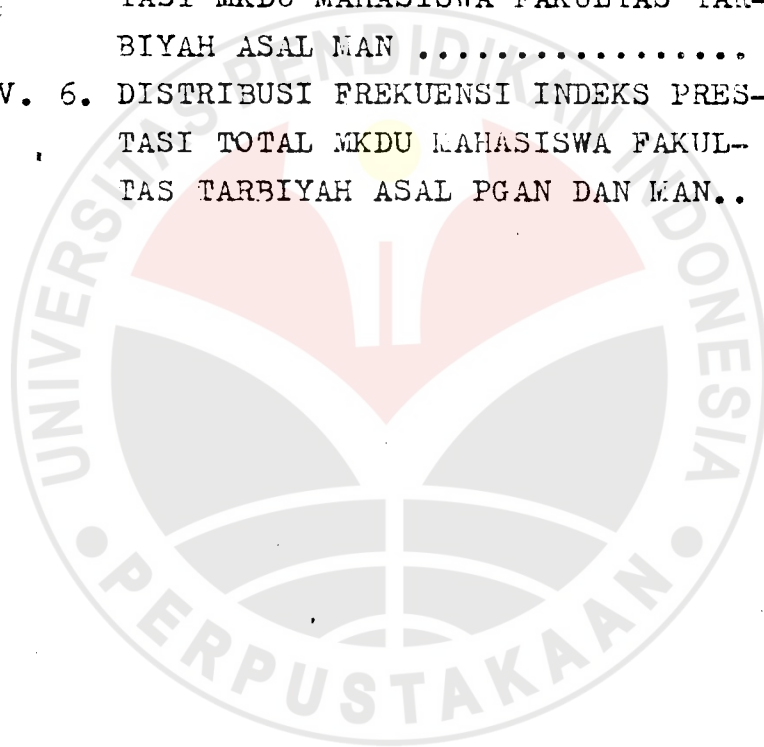 TASI MKDU MAHASISWA FAKULTAS TAR-
BIYAH ASAL MAN ..................
V. 6. DISTRIBUSI FREKUENSI INDEKS PRES-
TASI TOTAL MKDU MAHASISWA FAKUL-
TAS TARBIYAH ASAL PGAN DAN MAN..
UNIVERSITAS PENDIDIKAN INDONESIA
PERPUSTAKAAN